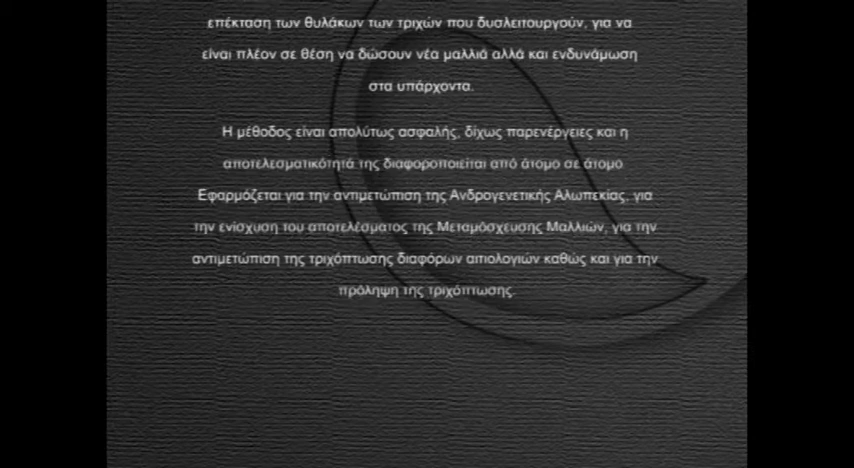 επέκταση των θυλάκων των τριχών που δυσλειτουργούν, για να
είναι πλέον σε θέση να δώσουν νέα μαλλιά αλλά και ενδυνάμωση
στα υπάρχοντα.
Η μέθοδος είναι απολύτως ασφαλής, δίχως παρενέργειες και η
αποτελεσματικότητά της διαφοροποιείται από άτομο σε άτομο
Εφαρμόζεται για την αντιμετώπιση της Ανδρογενετικής Αλωπεκίας, για
την ενίσχυση του αποτελέσματος της Μεταμόσχευσης Μαλλιών, για την
αντιμετώπιση της τριχόπτωσης διαφόρων αιτιολογιών καθώς και για την
πρόληψη της τριχόπτωσης.